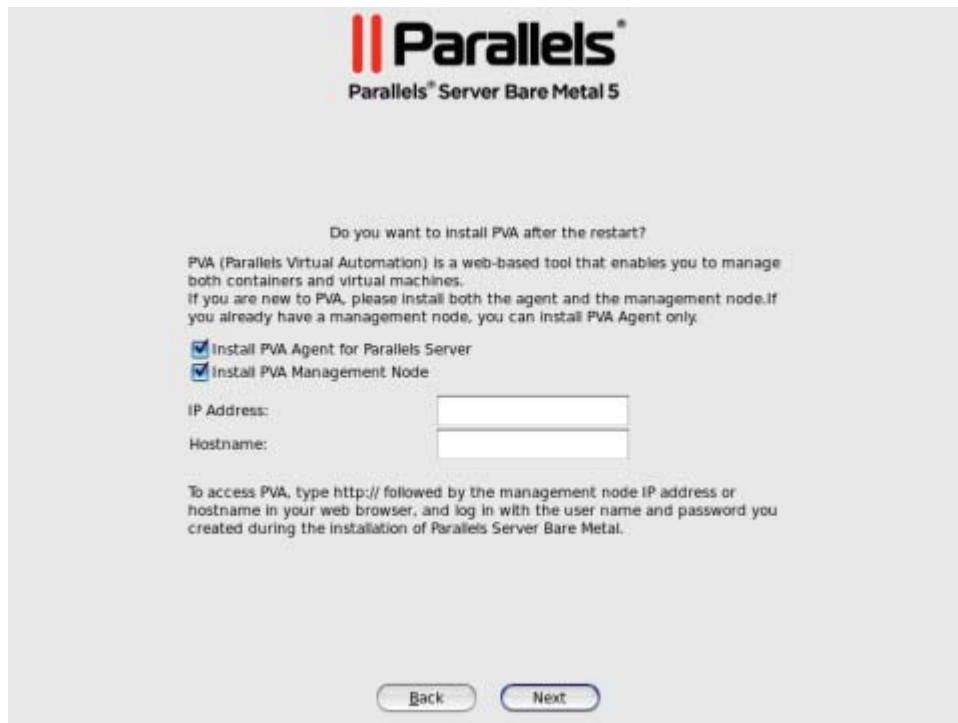 Parallels®
Parallels® Server Bare Metal 5
Do you want to install PVA after the restart?
PVA (Parallels Virtual Automation) is a web-based tool that enables you to manage
both containers and virtual machines.
If you are new to PVA, please install both the agent and the management node.If
you already have a management node, you can install PVA Agent only.
Install PVA Agent for Parallels Server
Install PVA Management Node
IP Address:
Hostname:
To access PVA, type http:// followed by the management node IP address or
hostname in your web browser, and log in with the user name and password you
created during the installation of Parallels Server Bare Metal.
Back Next